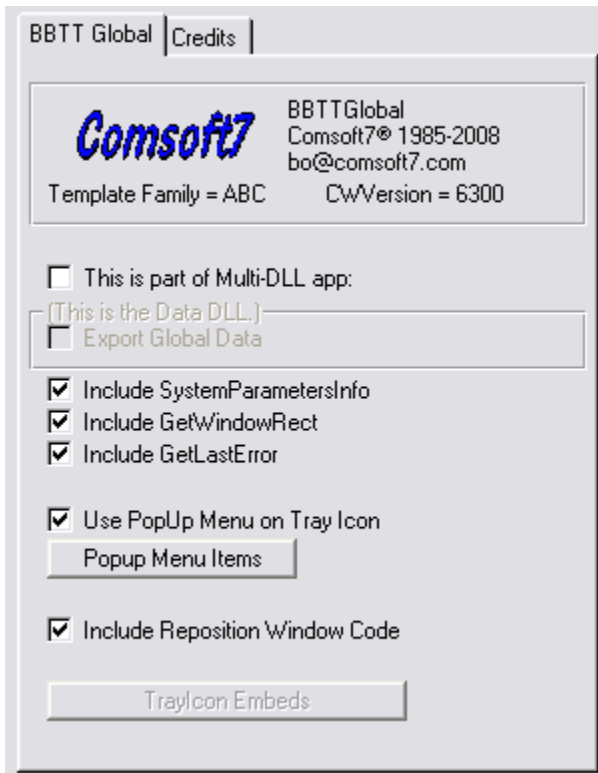 BBTT Global
Credits
Comsoft7
BBTTGlobal
Comsoft7® 1985-2008
bo@comsoft7.com
Template Family = ABC
CWVersion = 6300
This is part of Multi-DLL app:
(This is the Data DLL.)
Export Global Data
Include SystemParametersInfo
Include GetWindowRect
Include GetLastError
Use PopUp Menu on Tray Icon
Popup Menu Items
Include Reposition Window Code
TrayIcon Embeds